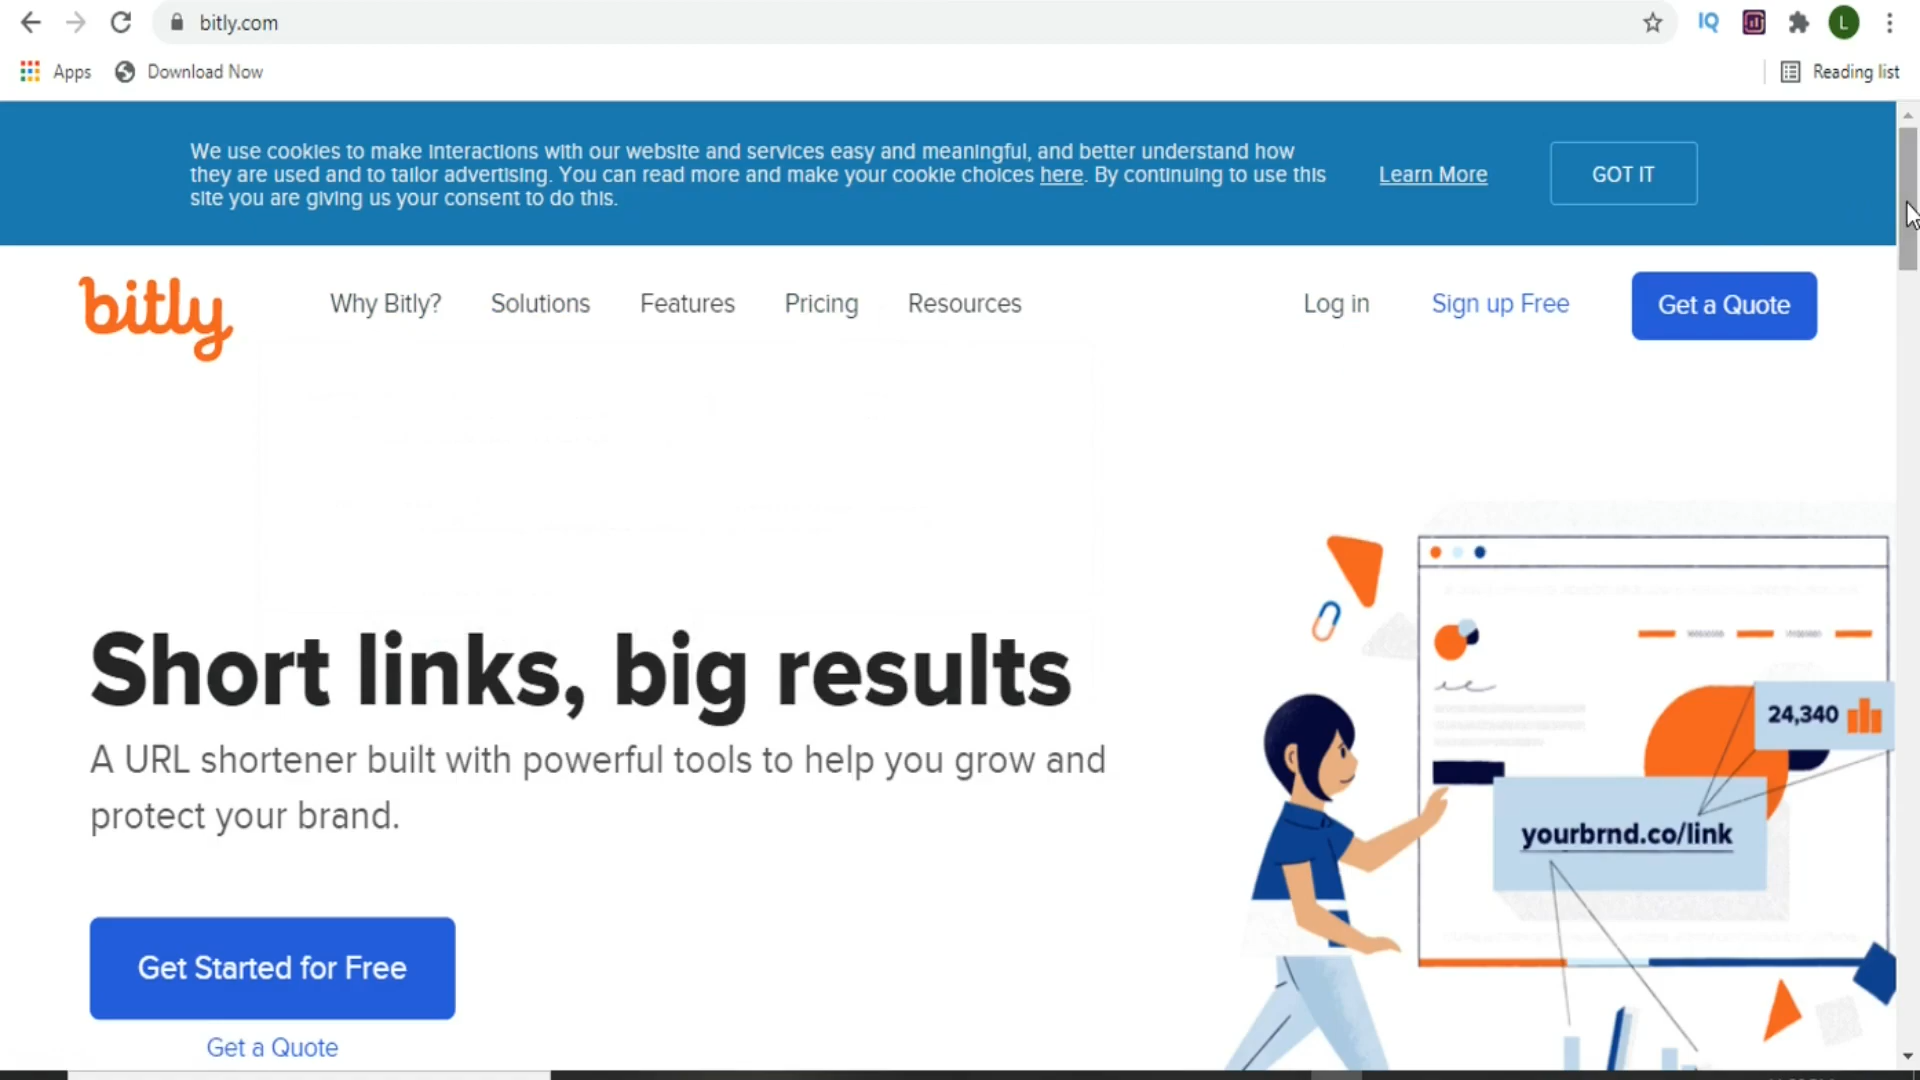 bitly.com
IQ
L
Apps
Download Now
Reading list
We use cookies to make interactions with our website and services easy and meaningful, and better understand how
they are used and to tailor advertising. You can read more and make your cookie choices here. By continuing to use this
site you are giving us your consent to do this.
Learn More
GOT IT
bitly
Why Bitly?
Solutions
Features
Pricing
Resources
Log in
Sign up Free
Get a Quote
Short links, big results
A URL shortener built with powerful tools to help you grow and
protect your brand.
24,340
yourbrnd.co/link
Get Started for Free
Get a Quote